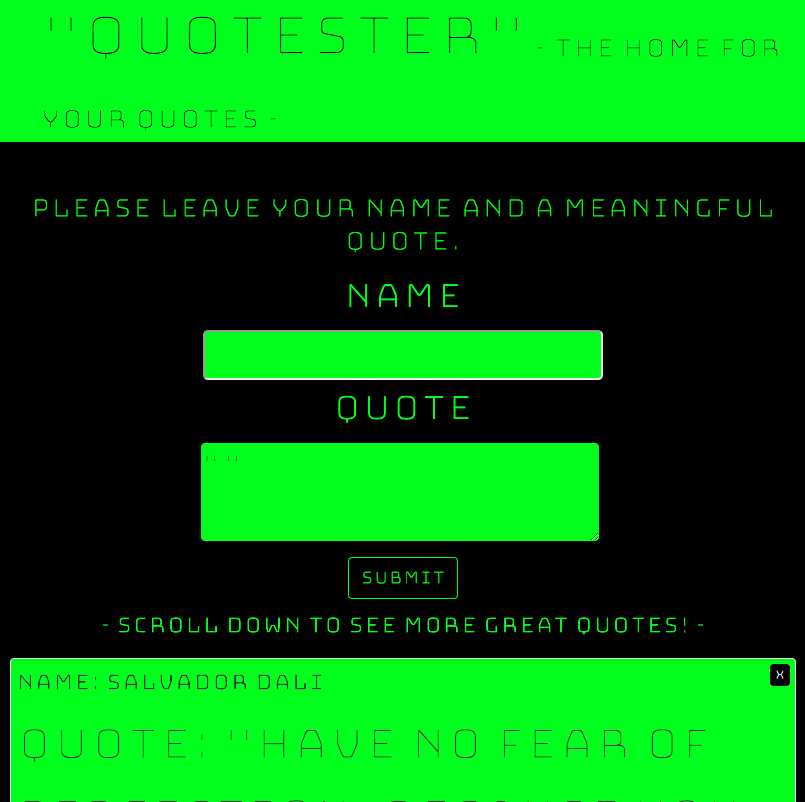 "QUOTESTER" - THE HOME FOR
YOUR QUOTES -
PLEASE LEAVE YOUR NAME AND A MEANINGFUL
QUOTE.
NAME
QUOTE
" "
SUBMIT
- SCROLL DOWN TO SEE MORE GREAT QUOTES! -
X
NAME: SALVADOR DALI
QUOTE: "HAVE NO FEAR OF